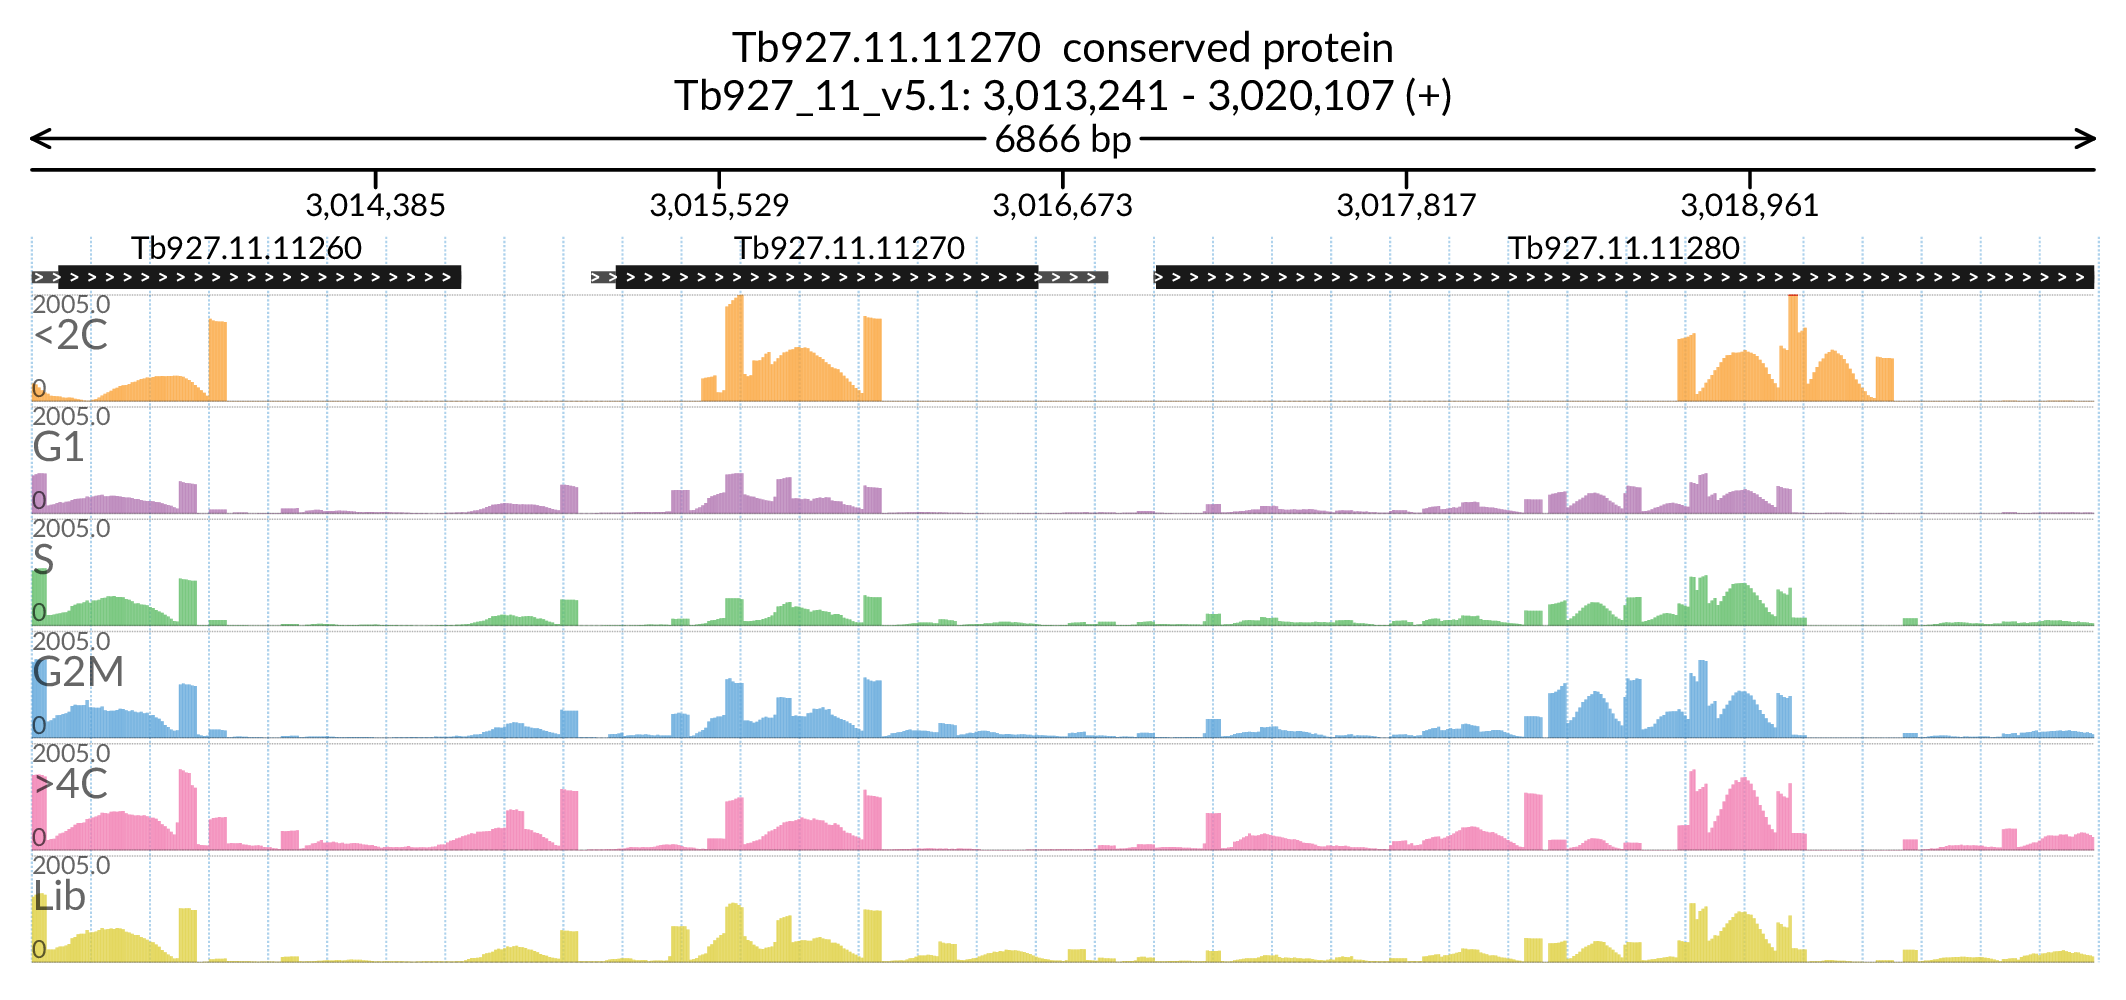 Tb927.11.11270  conserved protein
Tb927_11_v5.1: 3,013,241 - 3,020,107 (+)
6866 bp
3,014,385 3,015,529 3,016,673 3,017,817 3,018,961
Tb927.11.11260 Tb927.11.11270 Tb927.11.11280
2005.0
<2C
0
2005.0
G1
0
2005.0
S
0
2005.0
G2M
0
2005.0
>4C
0
2005.0
Lib
0